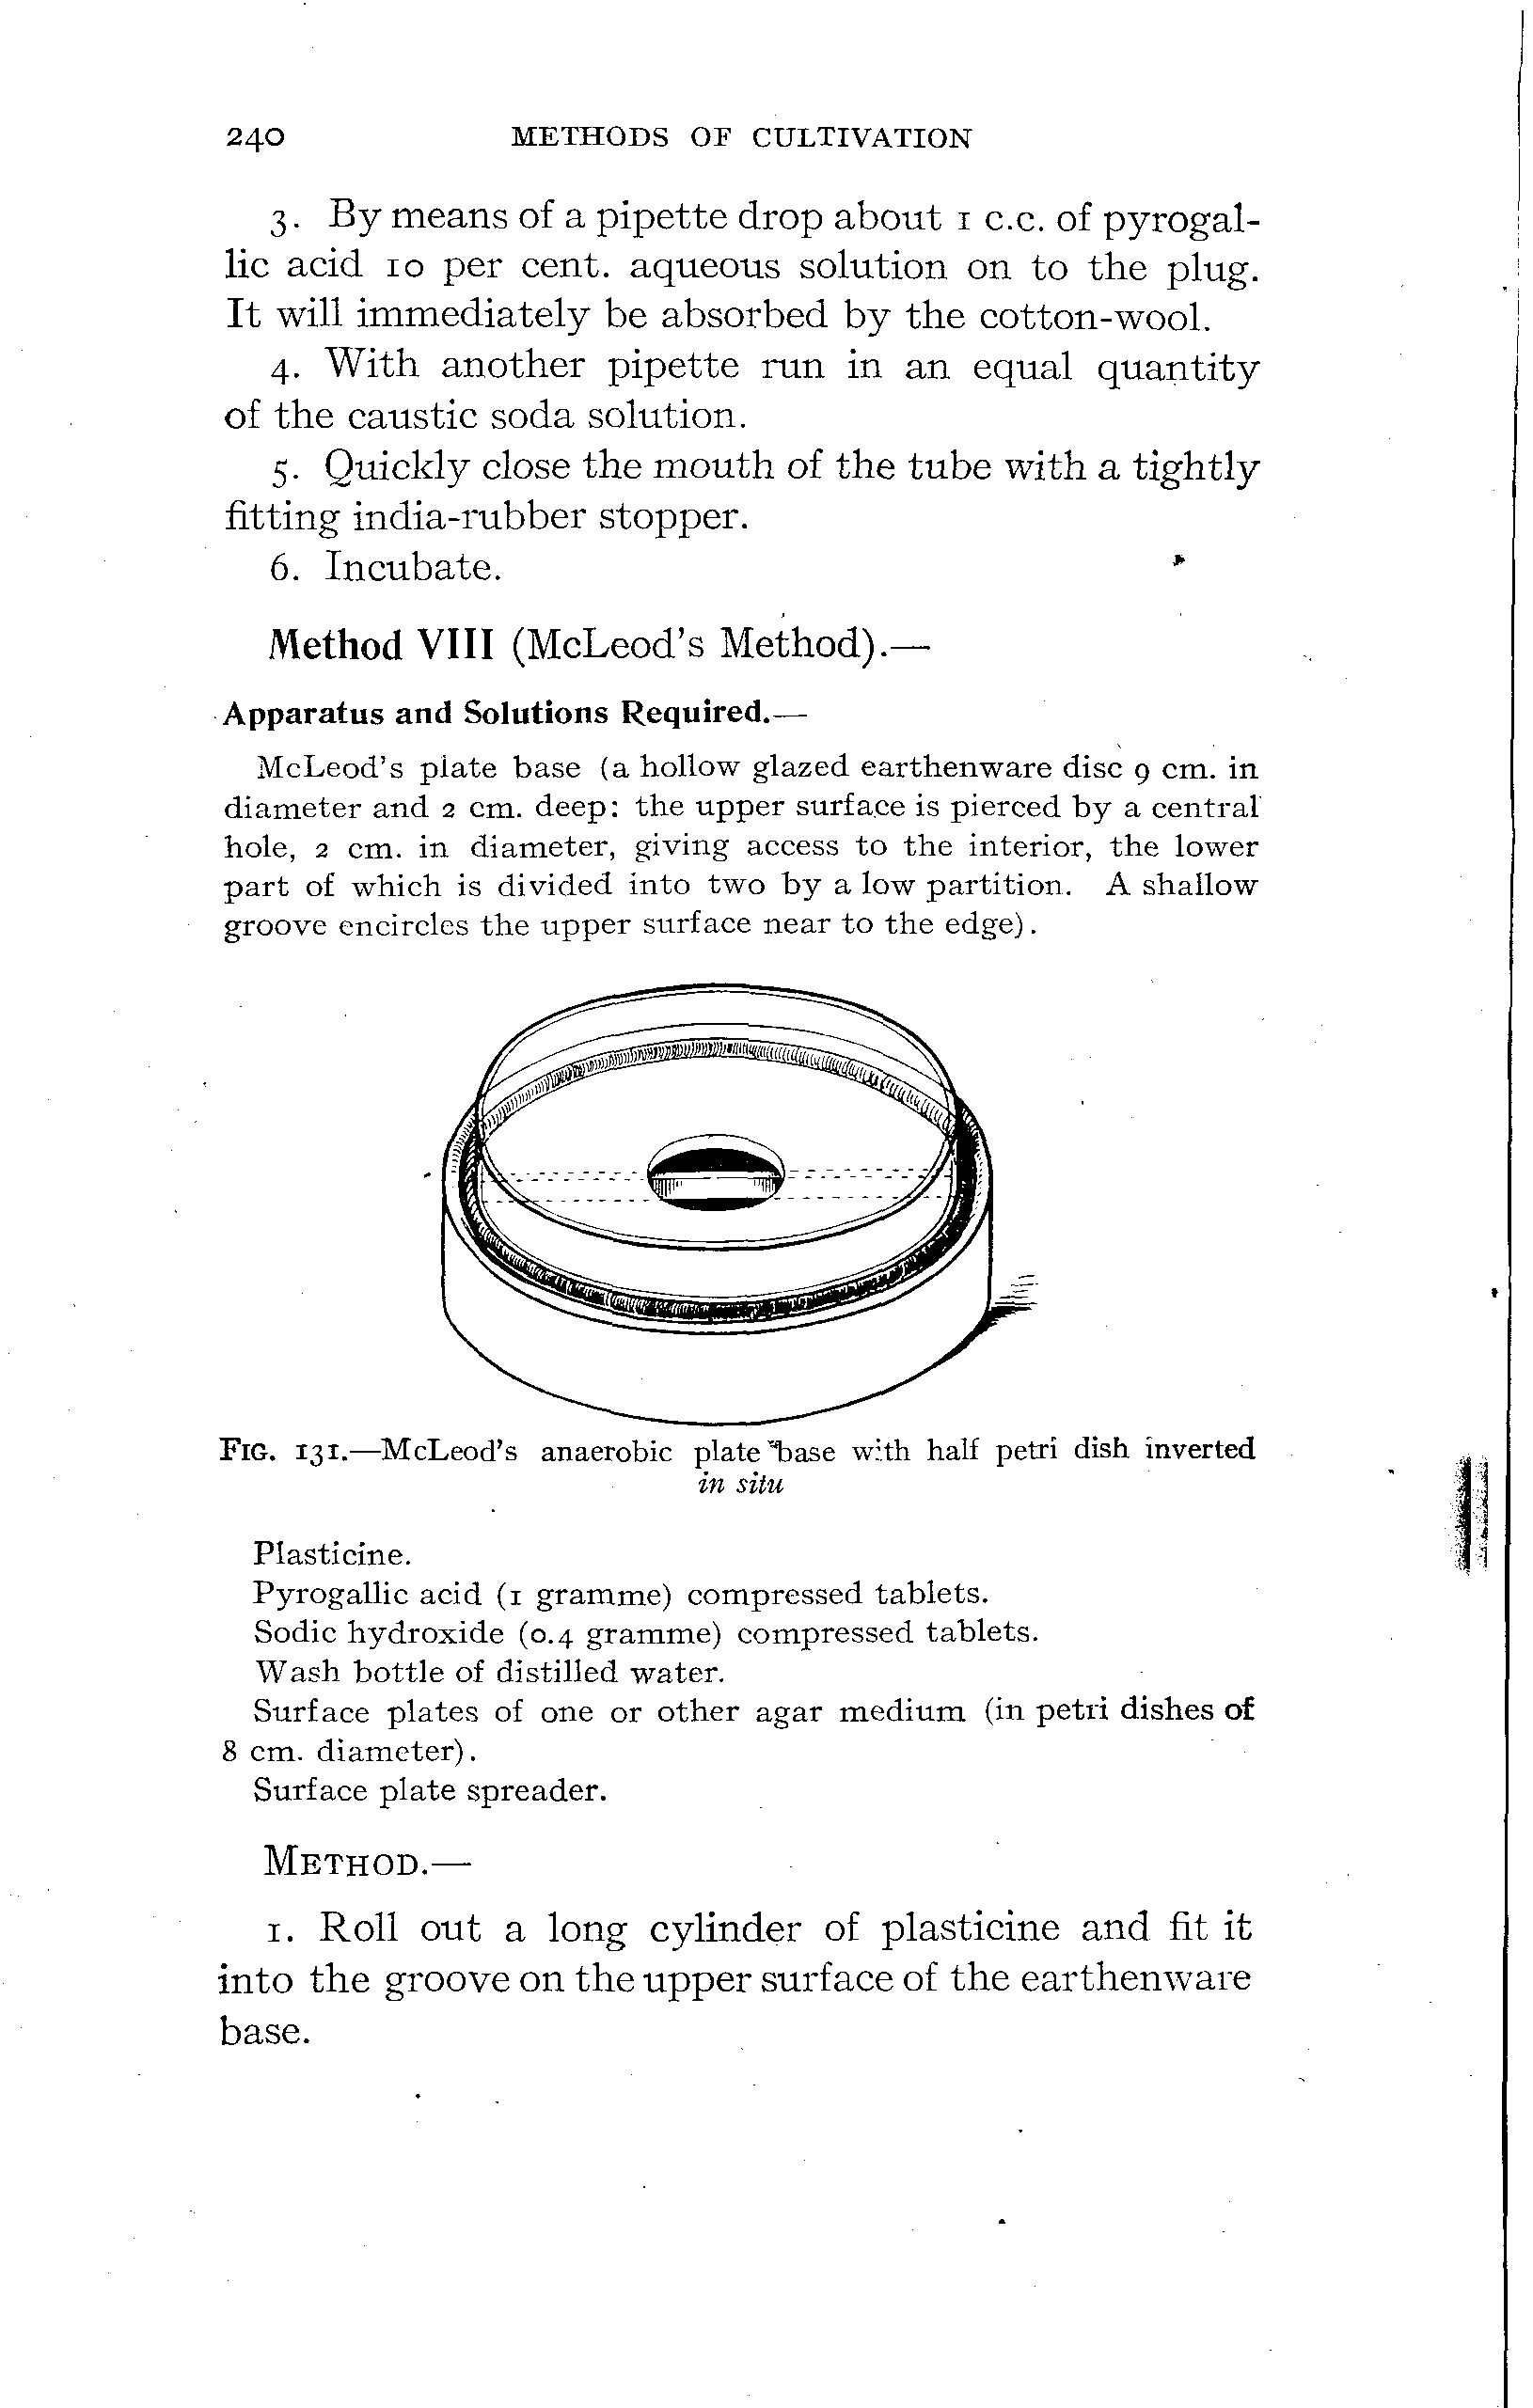 240 METHODS OF CULTIVATION
3. By means of a pipette drop about 1 c.c. of pyrogal-
lic acid 10 per cent. aqueous solution on to the plug.
It will immediately be absorbed by the cotton-wool.
4. With another pipette run in an equal quantity
of the caustic soda solution.
5. Quickly close the mouth of the tube with a tightly
fitting india-rubber stopper.
6. Incubate.
Method VIII (McLeod's Method).—
Apparatus and Solutions Required.—
McLeod's plate base (a hollow glazed earthenware disc 9 cm. in
diameter and 2 cm. deep: the upper surface is pierced by a central
hole, 2 cm. in diameter, giving access to the interior, the lower
part of which is divided into two by a low partition. A shallow
groove encircles the upper surface near to the edge).
FIG. 131.—McLeod's anaerobic plate base with half petri dish inverted
in situ
Plasticine.
Pyrogallic acid (1 gramme) compressed tablets.
Sodic hydroxide (0.4 gramme) compressed tablets.
Wash bottle of distilled water.
Surface plates of one or other agar medium (in petri dishes of
8 cm. diameter).
Surface plate spreader.
METHOD.—
1. Roll out a long cylinder of plasticine and fit it
into the groove on the upper surface of the earthenware
base.